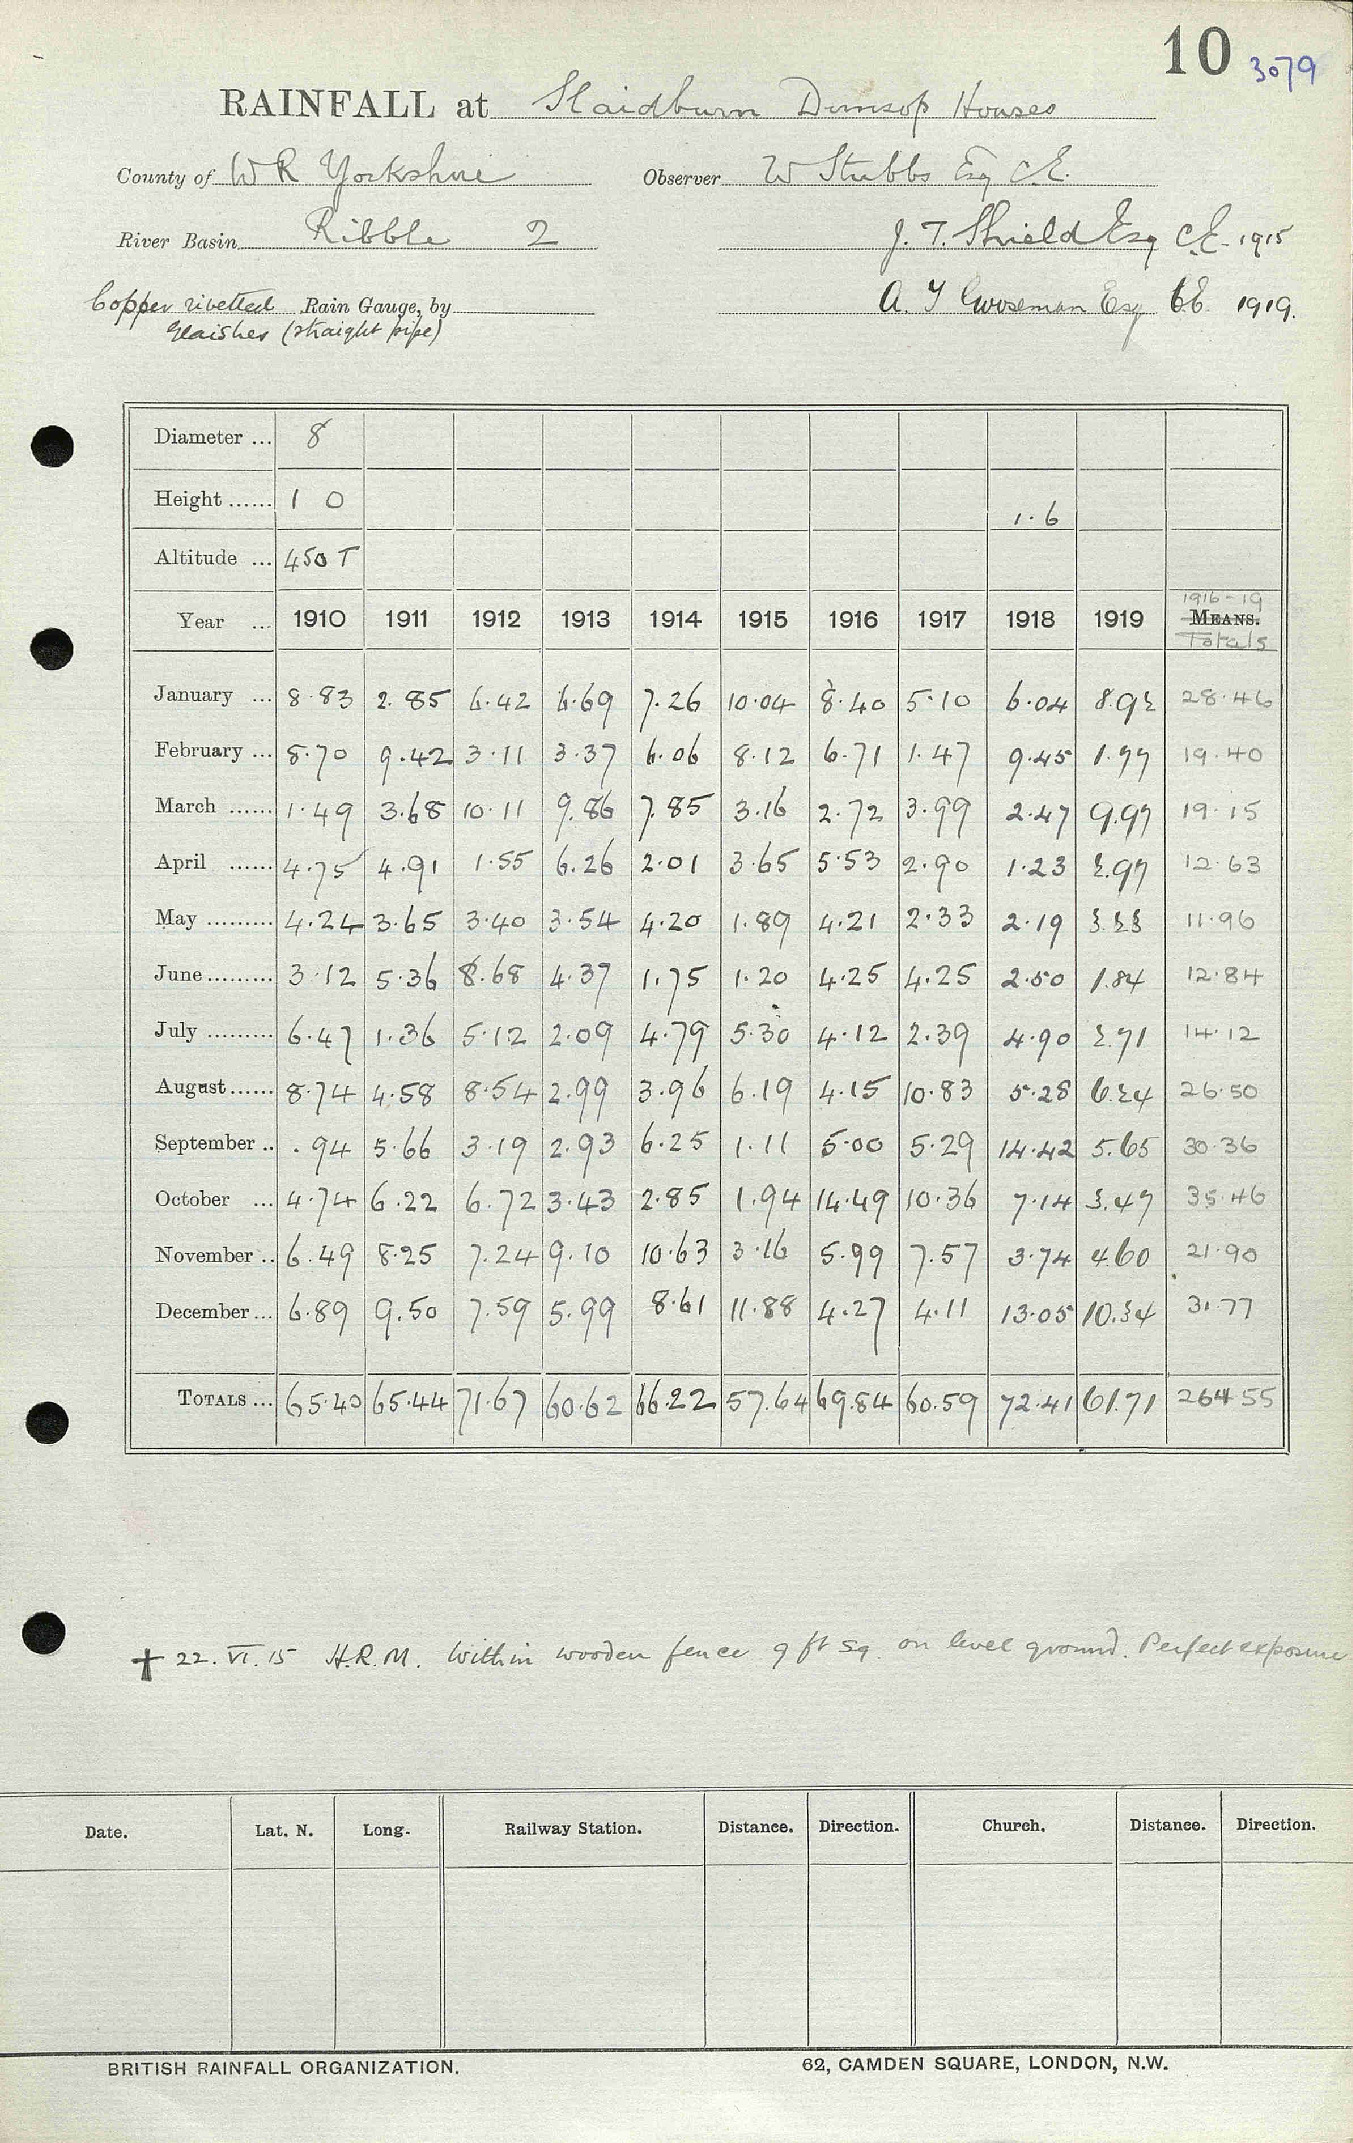 10 3079
RAINFALL at Slaidburn Dunsop Houses
County of W R Yorkshire Observer W Stubbs Esq C.E.
River Basin Ribble 2 J. T. Shield Esq C.E. 1915
Copper rivetted Rain Gauge, by A. J. Esq C.E. 1919.
Glaisher (straight pipe)
Diameter ... 8
Height ...... 1 0 1.6
Altitude ... 450 T
1916-19
Year ... 1910 1911 1912 1913 1914 1915 1916 1917 1918 1919 MEANS.
Totals
January ... 8.83 2.85 6.42 6.69 7.26 10.04 8.40 5.10 6.04 8.92 28.46
February ... 8.70 9.42 3.11 3.37 6.06 8.12 6.71 1.47 9.45 1.77 19.40
March ...... 1.49 3.68 10.11 9.86 7.85 3.16 2.72 3.99 2.47 9.97 19.15
April ...... 4.75 4.91 1.55 6.26 2.01 3.65 5.53 2.90 1.23 2.97 12.63
May ......... 4.24 3.65 3.40 3.54 4.20 1.89 4.21 2.33 2.19 3.23 11.96
June ......... 3.12 5.36 8.68 4.37 1.75 1.20 4.25 4.25 2.50 1.84 12.84
July ......... 6.47 1.36 5.12 2.09 4.79 5.30 4.12 2.39 4.90 2.71 14.12
August ...... 8.74 4.58 8.54 2.99 3.96 6.19 4.15 10.83 5.28 6.24 26.50
September .. .94 5.66 3.19 2.93 6.25 1.11 5.00 5.29 14.42 5.65 30.36
October ... 4.74 6.22 6.72 3.43 2.85 1.94 14.49 10.36 7.14 3.47 35.46
November .. 6.49 8.25 7.24 9.10 10.63 3.16 5.99 7.57 3.74 4.60 21.90
December ... 6.89 9.50 7.59 5.99 8.61 11.88 4.27 4.11 13.05 10.34 31.77
TOTALS ... 65.40 65.44 71.67 60.62 66.22 57.64 69.84 60.59 72.41 61.71 264.55
† 22.VI.15 H.R.M. Within wooden fence 9 ft sq. on level ground. Perfect exposure
Date. Lat. N. Long. Railway Station. Distance. Direction. Church. Distance. Direction.
BRITISH RAINFALL ORGANIZATION. 62, CAMDEN SQUARE, LONDON, N.W.